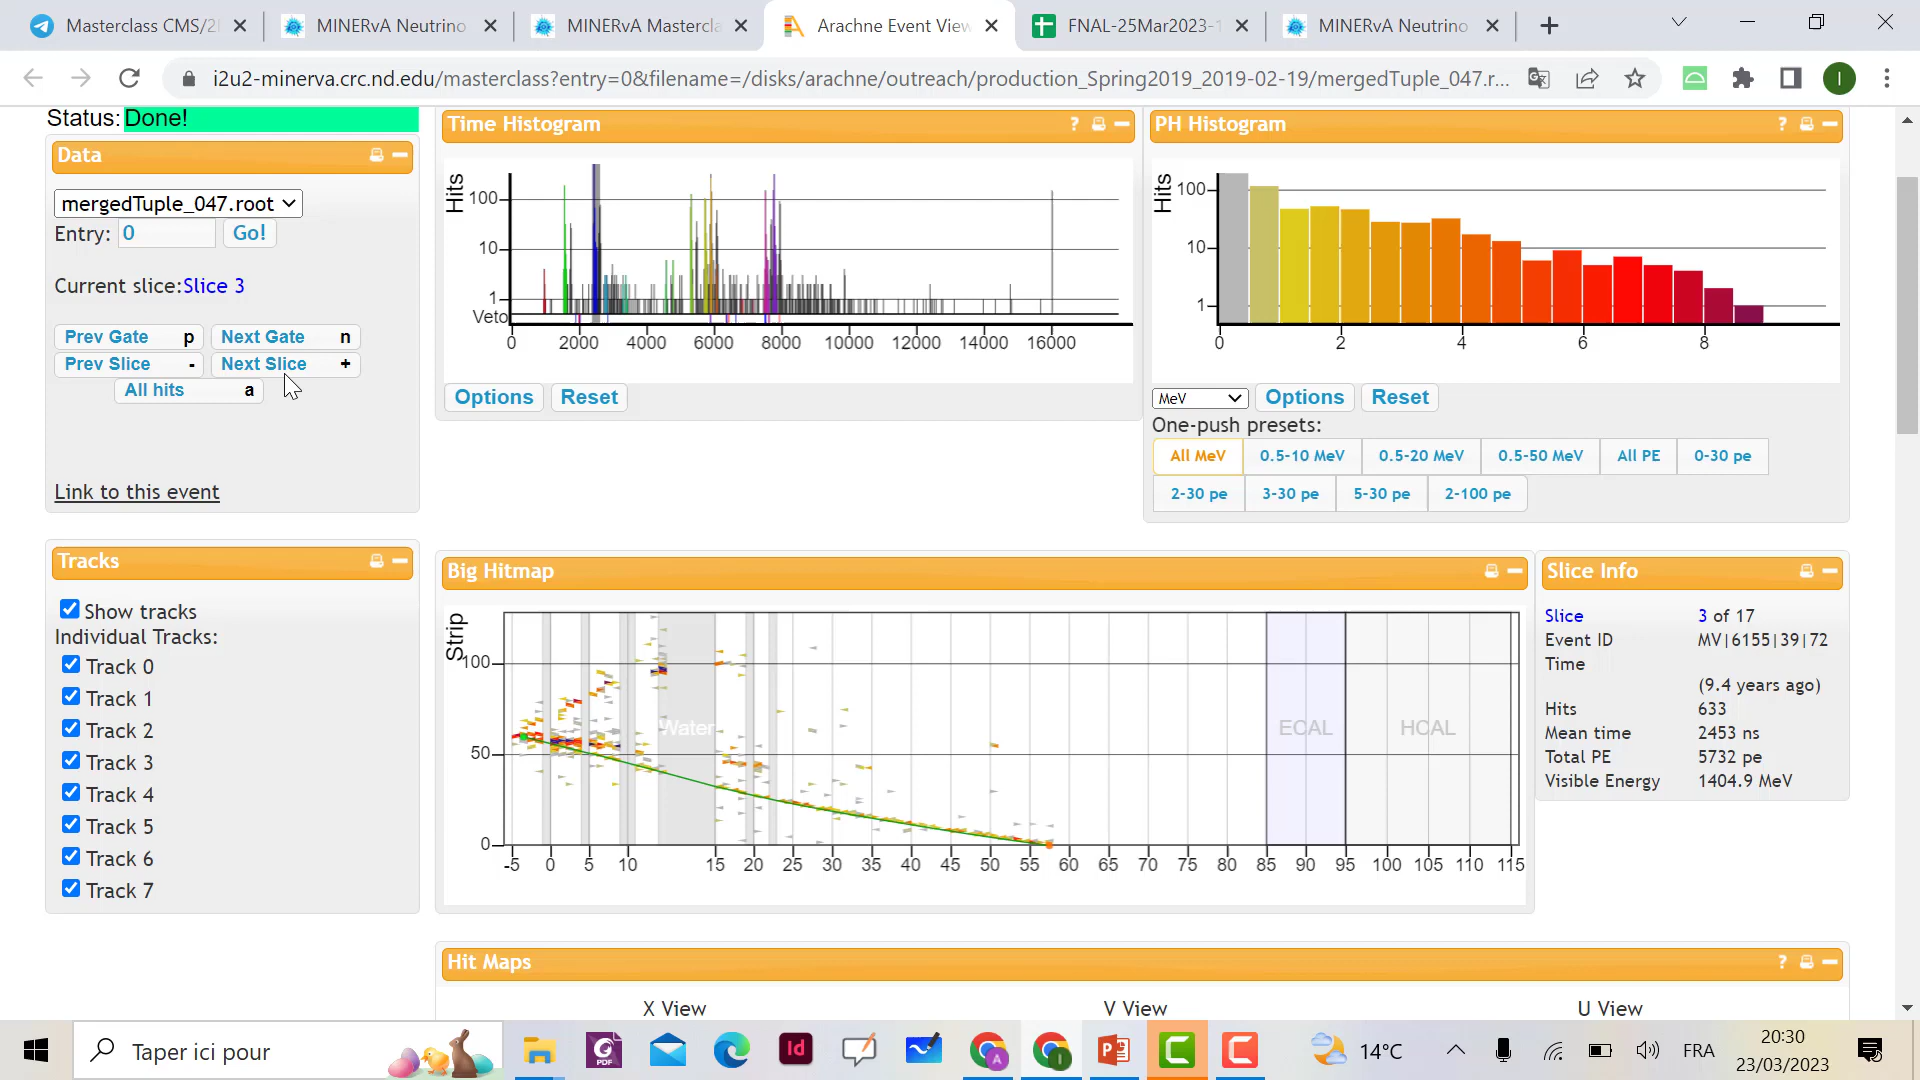 Masterclass CMS/2
MINERvA Neutrino
MINERvA Mastercla
Arachne Event View
FNAL-25Mar2023-1
MINERvA Neutrino
i2u2-minerva.crc.nd.edu/masterclass?entry=0&filename=/disks/arachne/outreach/production_Spring2019_2019-02-19/mergedTuple_047.r...
I
Status: Done!
Data
mergedTuple_047.root
Entry: 0 Go!
Current slice:Slice 3
Prev Gate p Next Gate n
Prev Slice - Next Slice +
All hits a
Link to this event
Time Histogram ?
Hits
100
10
1
Veto
0 2000 4000 6000 8000 10000 12000 14000 16000
Options Reset
PH Histogram ?
Hits
100
10
1
0 2 4 6 8
MeV Options Reset
One-push presets:
All MeV 0.5-10 MeV 0.5-20 MeV 0.5-50 MeV All PE 0-30 pe
2-30 pe 3-30 pe 5-30 pe 2-100 pe
Tracks
Show tracks
Individual Tracks:
Track 0
Track 1
Track 2
Track 3
Track 4
Track 5
Track 6
Track 7
Big Hitmap
Strip
100
50
0
Water ECAL HCAL
-5 0 5 10 15 20 25 30 35 40 45 50 55 60 65 70 75 80 85 90 95 100 105 110 115
Slice Info
Slice 3 of 17
Event ID MV|6155|39|72
Time
(9.4 years ago)
Hits 633
Mean time 2453 ns
Total PE 5732 pe
Visible Energy 1404.9 MeV
Hit Maps ?
X View V View U View
Taper ici pour
PDF
Id
A
I
14°C
FRA
20:30
23/03/2023